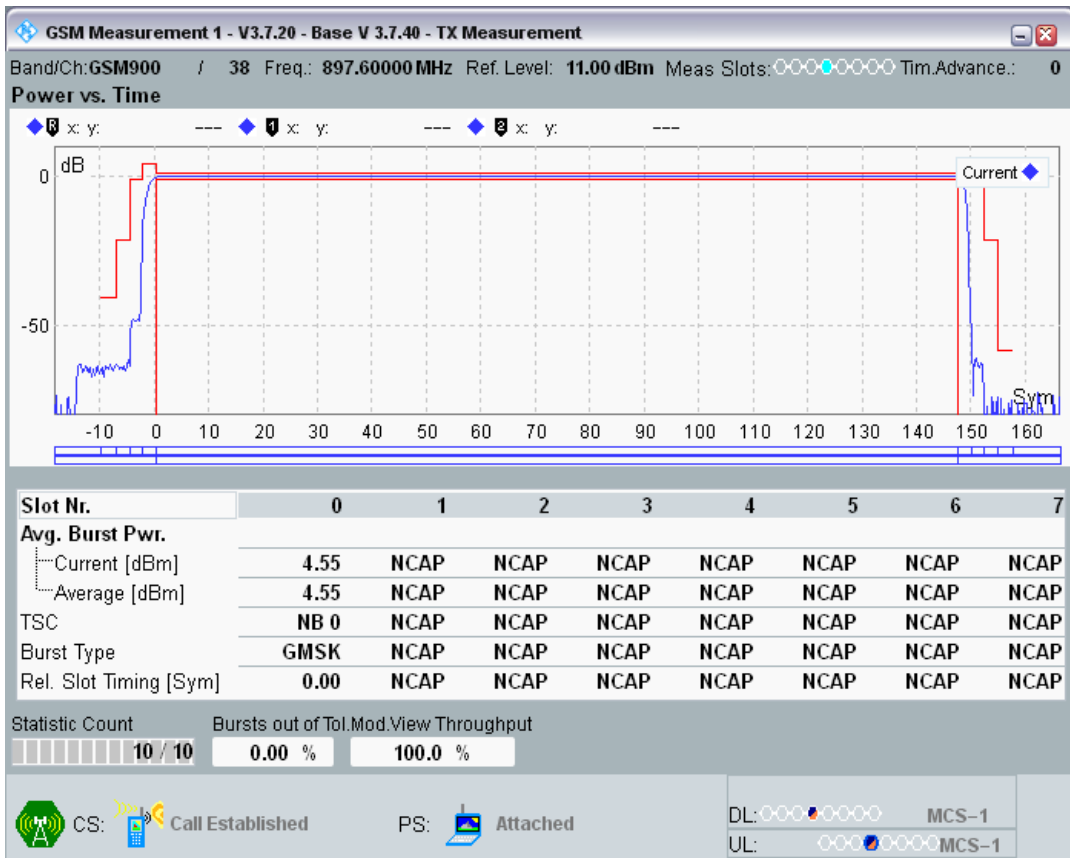 GSM Measurement 1 - V3.7.20 - Base V 3.7.40 - TX Measurement
Band/Ch:GSM900 / 38 Freq.: 897.60000 MHz Ref. Level: 11.00 dBm Meas Slots: Tim.Advance.: 0
Power vs. Time
R x: y: --- 1 x: y: --- 2 x: y: ---
dB
Current
0
-50
Sym
-10 0 10 20 30 40 50 60 70 80 90 100 110 120 130 140 150 160
Slot Nr. 0 1 2 3 4 5 6 7
Avg. Burst Pwr.
Current [dBm] 4.55 NCAP NCAP NCAP NCAP NCAP NCAP NCAP
Average [dBm] 4.55 NCAP NCAP NCAP NCAP NCAP NCAP NCAP
TSC NB 0 NCAP NCAP NCAP NCAP NCAP NCAP NCAP
Burst Type GMSK NCAP NCAP NCAP NCAP NCAP NCAP NCAP
Rel. Slot Timing [Sym] 0.00 NCAP NCAP NCAP NCAP NCAP NCAP NCAP
Statistic Count Bursts out of Tol.Mod.View Throughput
10 / 10 0.00 % 100.0 %
CS: Call Established PS: Attached
DL: MCS-1
UL: MCS-1